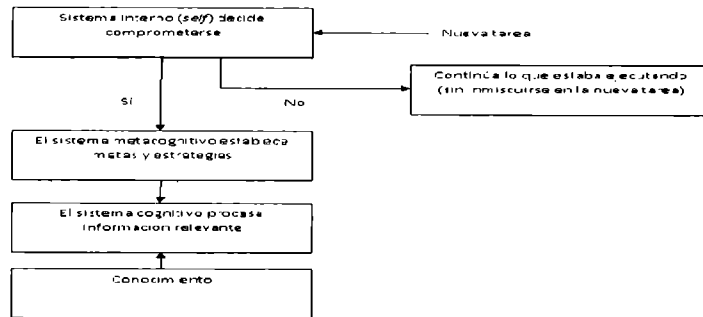 Sistema interno (self) decide
comprometerse
Nueva tarea
Continúa lo que estaba ejecutando
(sin inmiscuirse en la nueva tarea)
Sí
No
El sistema metacognitivo establece
metas y estrategias
El sistema cognitivo procesa
información relevante
Conocimiento